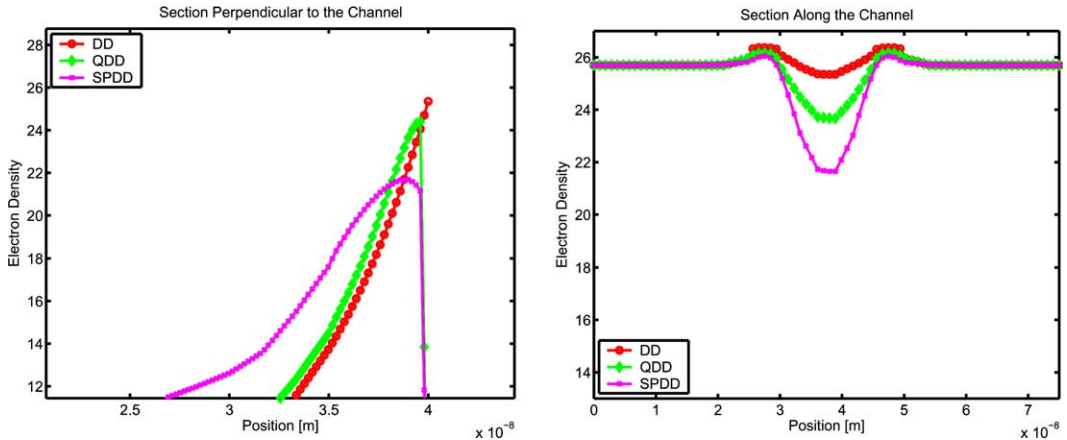 Section Perpendicular to the Channel
28
26
24
22
20
18
16
14
12
Electron Density
DD
QDD
SPDD
2.5
3
3.5
4
Position [m]
x 10⁻⁸
Section Along the Channel
26
24
22
20
18
16
14
Electron Density
DD
QDD
SPDD
0
1
2
3
4
5
6
7
Position [m]
x 10⁻⁸